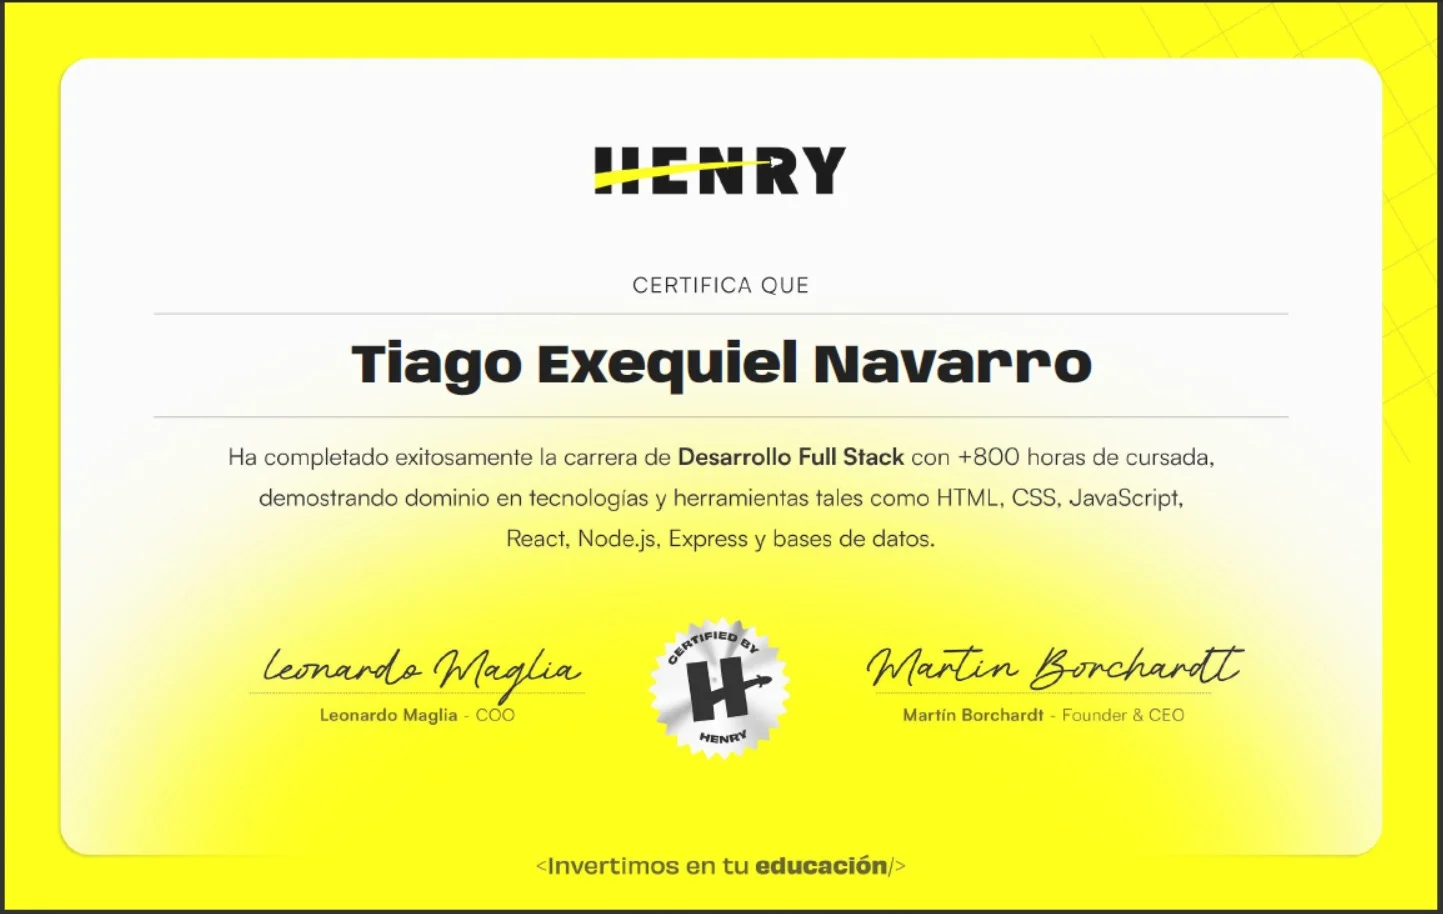 HENRY
CERTIFICA QUE
Tiago Exequiel Navarro
Ha completado exitosamente la carrera de Desarrollo Full Stack con +800 horas de cursada,
demostrando dominio en tecnologías y herramientas tales como HTML, CSS, JavaScript,
React, Node.js, Express y bases de datos.
Leonardo Maglia
Leonardo Maglia - COO
CERTIFIED BY
H
HENRY
Martin Borchardt
Martín Borchardt - Founder & CEO
<Invertimos en tu educación/>